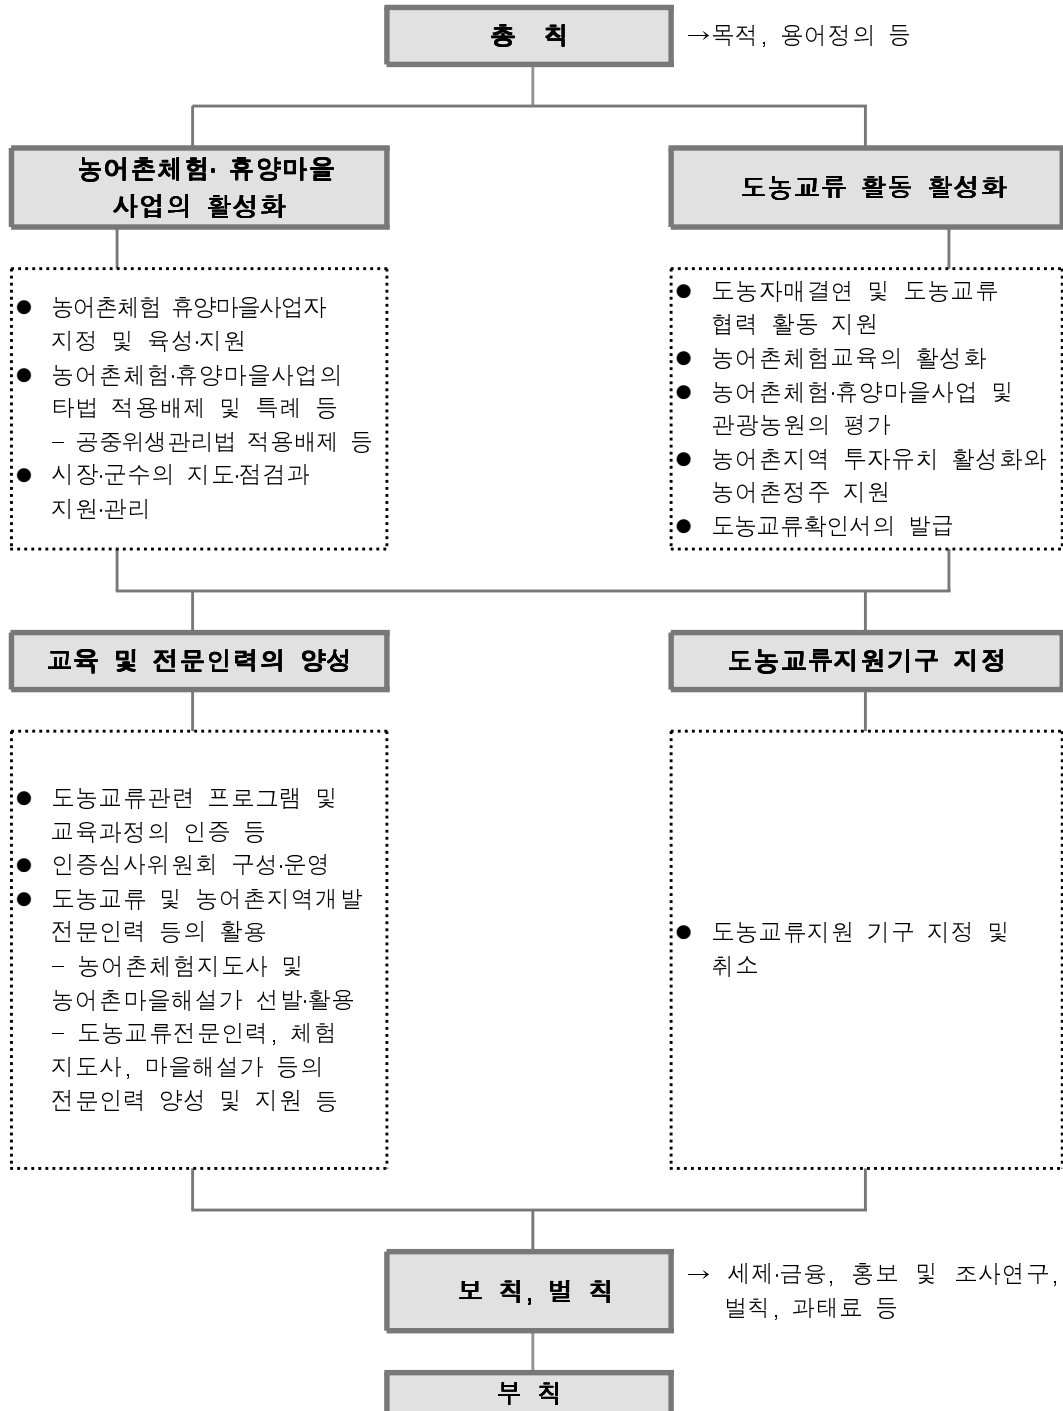 총 칙
→목적, 용어정의 등
농어촌체험· 휴양마을
사업의 활성화
● 농어촌체험 휴양마을사업자
지정 및 육성·지원
● 농어촌체험·휴양마을사업의
타법 적용배제 및 특례 등
– 공중위생관리법 적용배제 등
● 시장·군수의 지도·점검과
지원·관리
도농교류 활동 활성화
● 도농자매결연 및 도농교류
협력 활동 지원
● 농어촌체험교육의 활성화
● 농어촌체험·휴양마을사업 및
관광농원의 평가
● 농어촌지역 투자유치 활성화와
농어촌정주 지원
● 도농교류확인서의 발급
교육 및 전문인력의 양성
● 도농교류관련 프로그램 및
교육과정의 인증 등
● 인증심사위원회 구성·운영
● 도농교류 및 농어촌지역개발
전문인력 등의 활용
– 농어촌체험지도사 및
농어촌마을해설가 선발·활용
– 도농교류전문인력, 체험
지도사, 마을해설가 등의
전문인력 양성 및 지원 등
도농교류지원기구 지정
● 도농교류지원 기구 지정 및
취소
보 칙, 벌 칙
→ 세제·금융, 홍보 및 조사연구,
벌칙, 과태료 등
부 칙